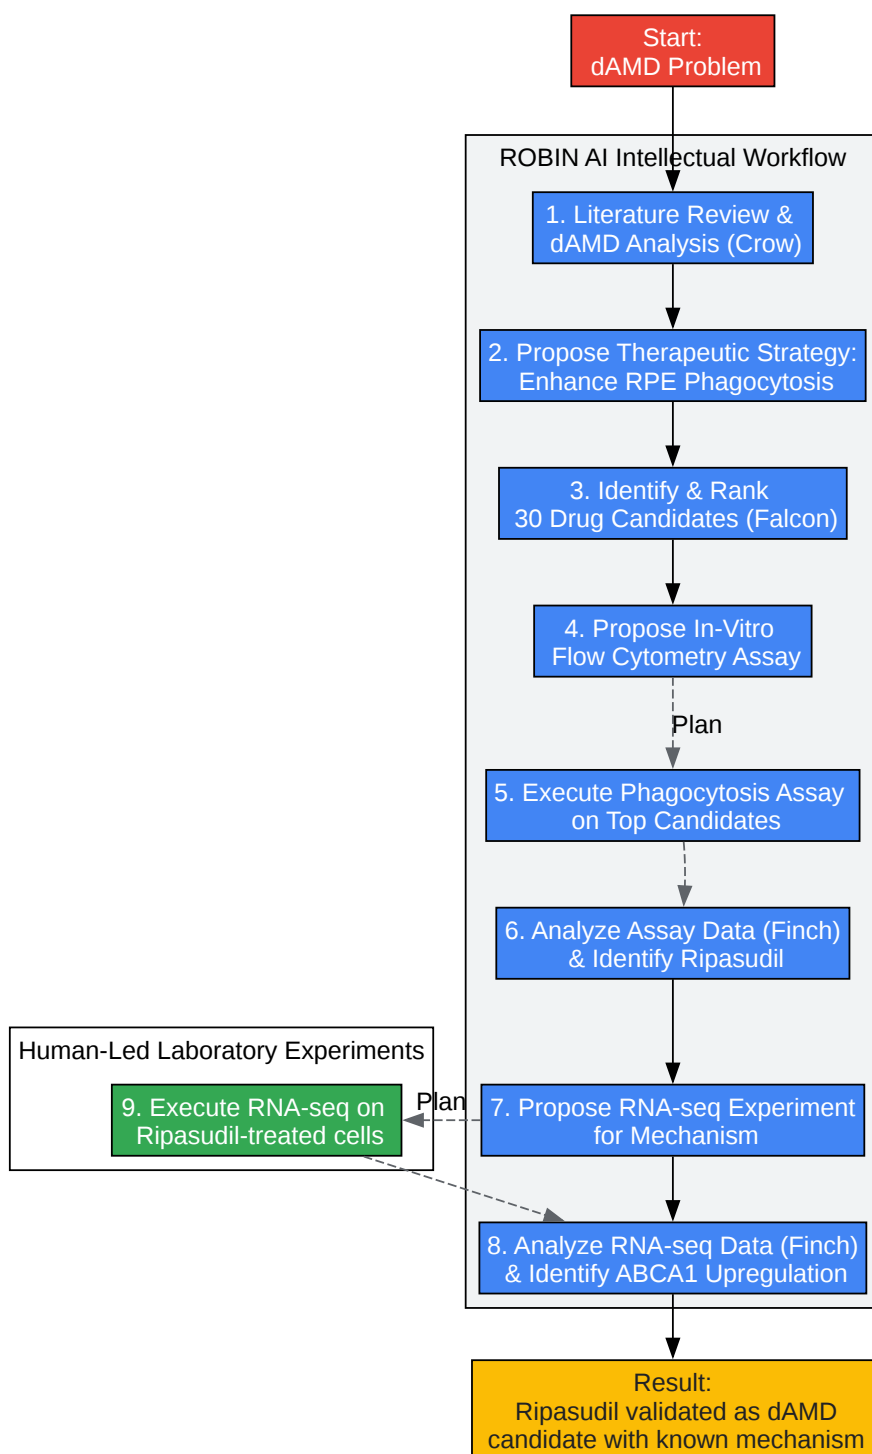 Start:
dAMD Problem
ROBIN AI Intellectual Workflow
1. Literature Review &
dAMD Analysis (Crow)
2. Propose Therapeutic Strategy:
Enhance RPE Phagocytosis
3. Identify & Rank
30 Drug Candidates (Falcon)
4. Propose In-Vitro
Flow Cytometry Assay
Plan
5. Execute Phagocytosis Assay
on Top Candidates
6. Analyze Assay Data (Finch)
& Identify Ripasudil
Human-Led Laboratory Experiments
9. Execute RNA-seq on
Ripasudil-treated cells
Plan
7. Propose RNA-seq Experiment
for Mechanism
8. Analyze RNA-seq Data (Finch)
& Identify ABCA1 Upregulation
Result:
Ripasudil validated as dAMD
candidate with known mechanism